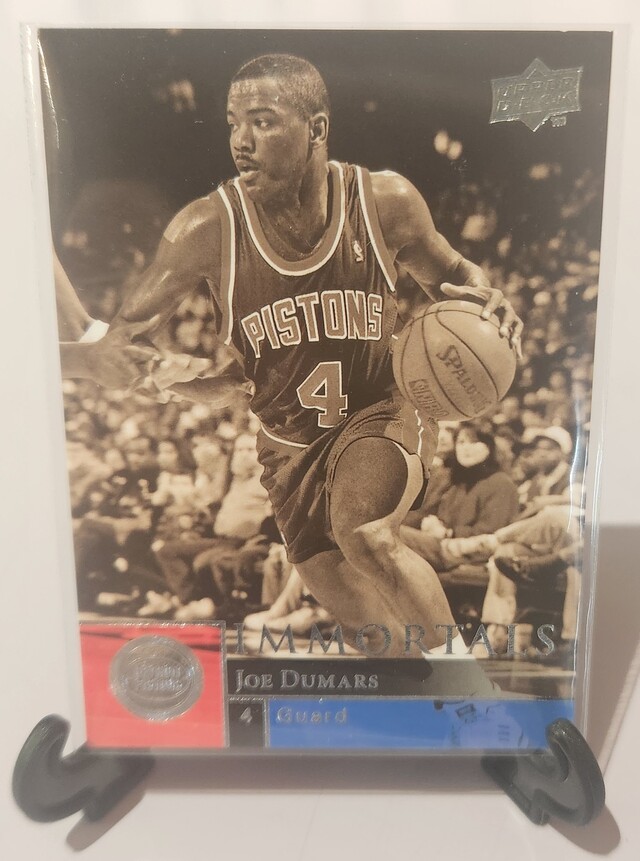 UPPER
DECK
PISTONS
4
SPALDING
IMMORTALS
JOE DUMARS
4 Guard